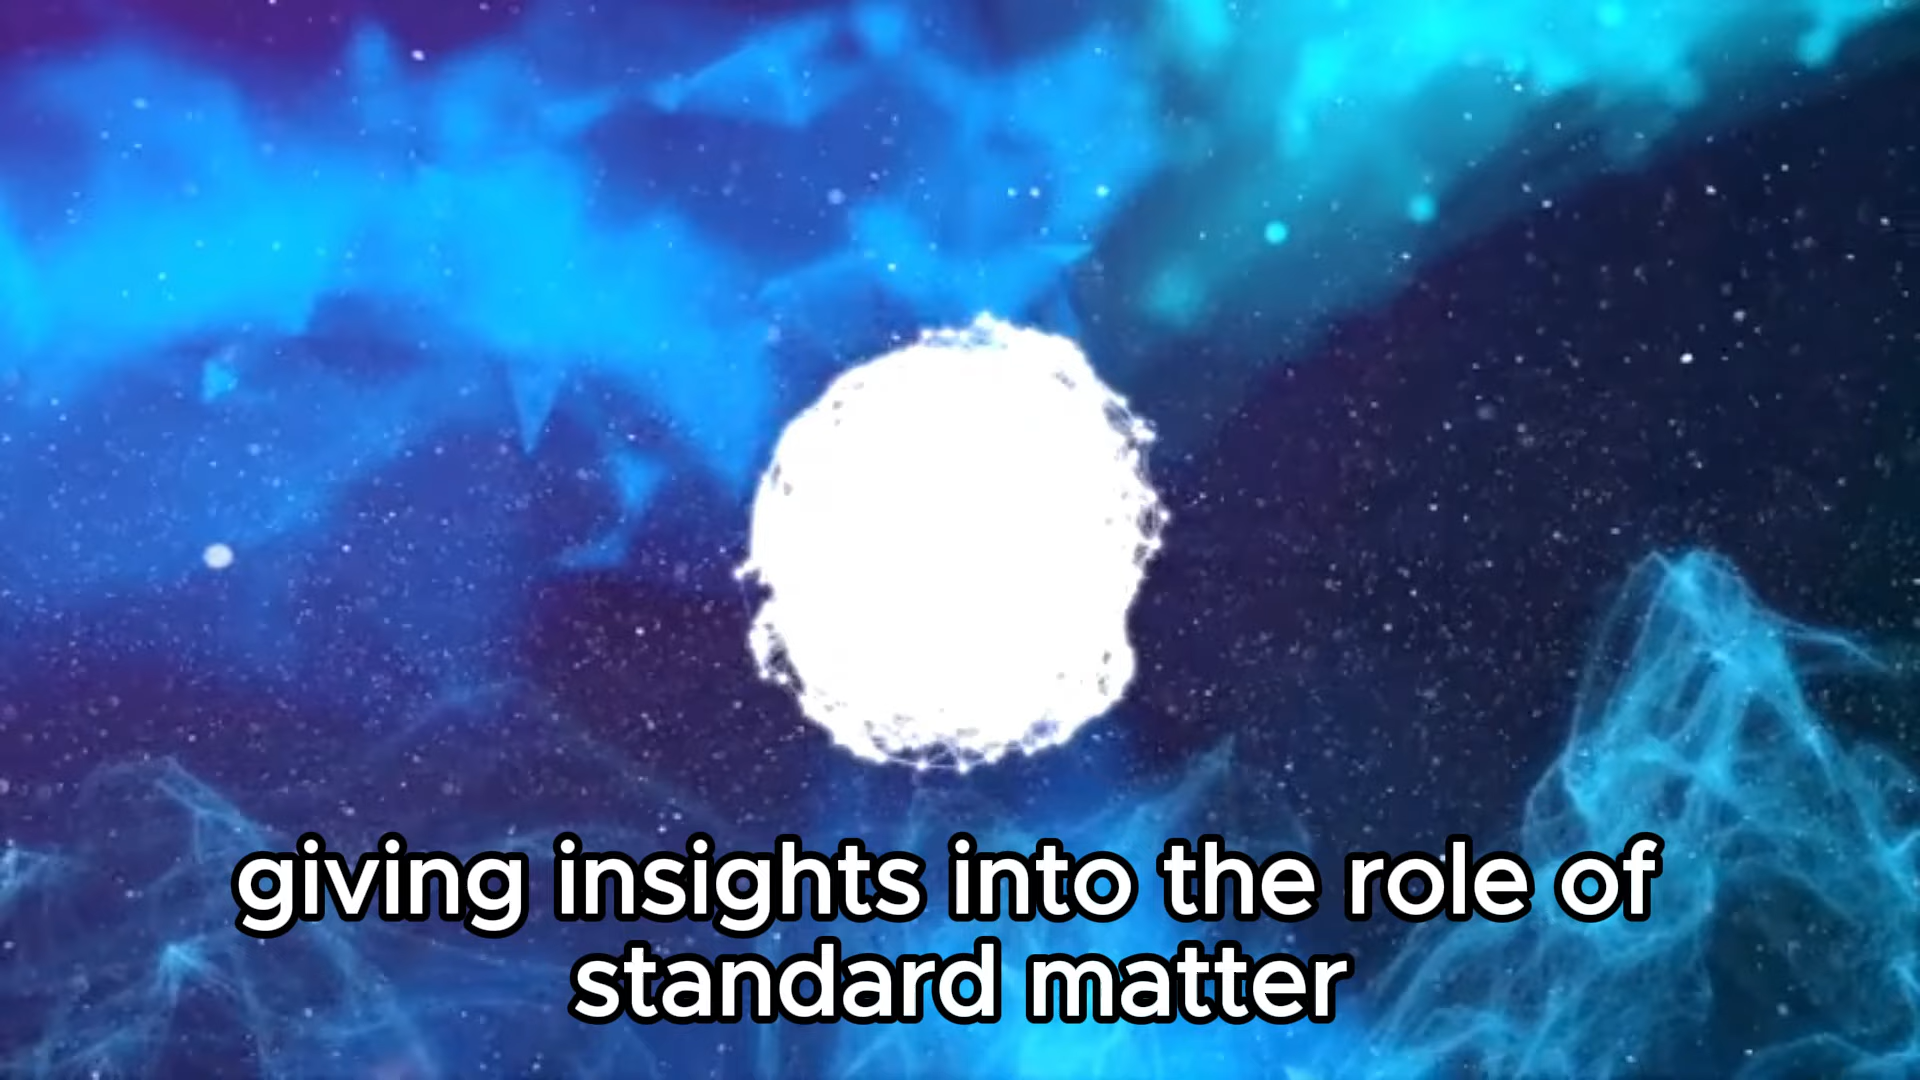 giving insights into the role of
standard matter